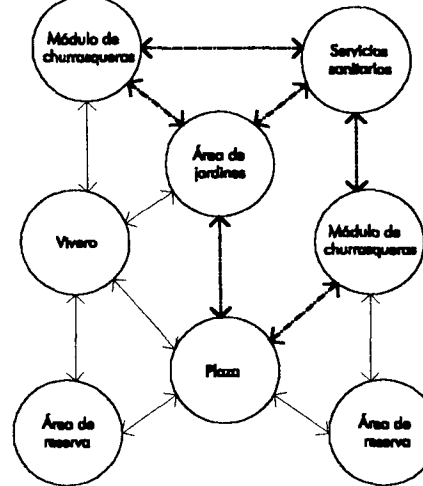 Módulo de
churrasqueras
Servicios
sanitarios
Área de
jardines
Vivero
Módulo de
churrasqueras
Plaza
Área de
reserva
Área de
reserva